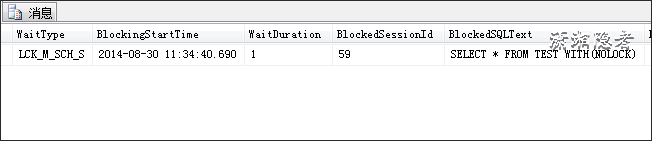 消息
WaitType BlockingStartTime WaitDuration BlockedSessionId BlockedSQLText
LCK_M_SCH_S 2014-08-30 11:34:40.690 1 59 SELECT * FROM TEST WITH(NOLOCK)
潇湘隐者